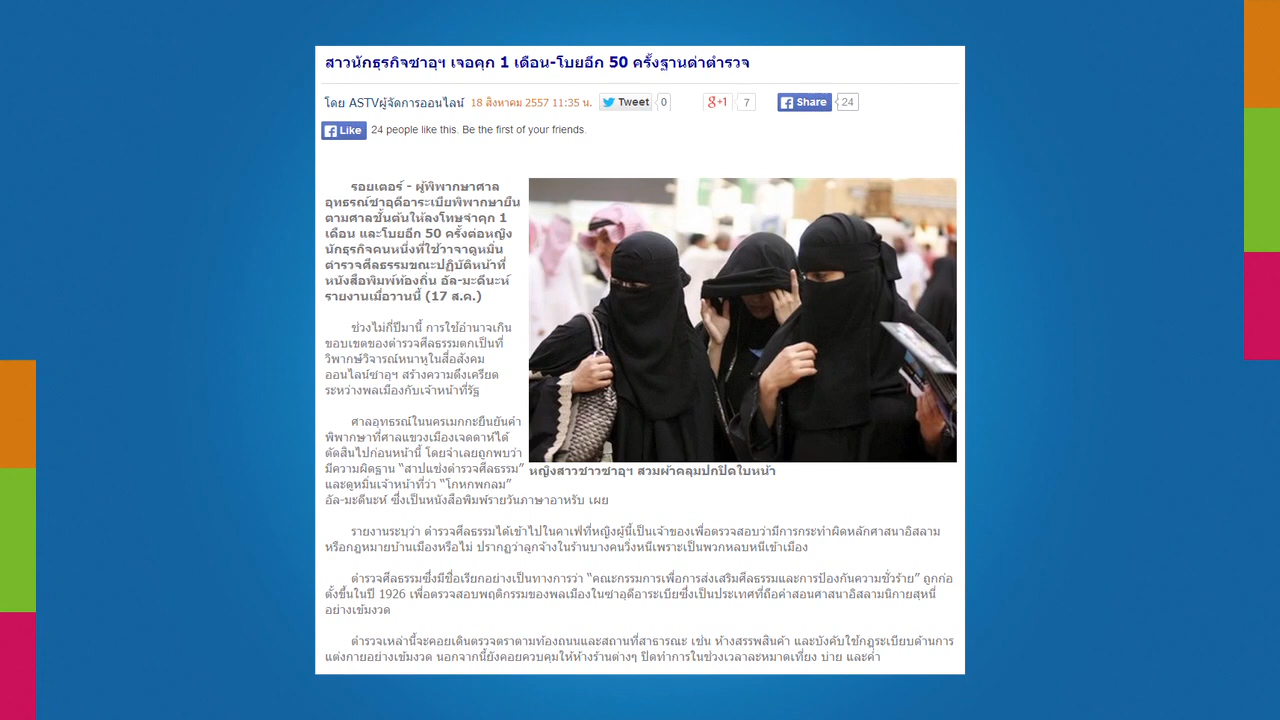 สาวนักธุรกิจซาอุฯ เจอคุก 1 เดือน-โบยอีก 50 ครั้งฐานด่าตำรวจ
โดย ASTVผู้จัดการออนไลน์ 18 สิงหาคม 2557 11:35 น. Tweet 0 g+1 7 Share 24
Like 24 people like this. Be the first of your friends.
รอยเตอร์ - ผู้พิพากษาศาล
อุทธรณ์ซาอุดีอาระเบียพิพากษายืน
ตามศาลชั้นต้นให้ลงโทษจำคุก 1
เดือน และโบยอีก 50 ครั้งต่อหญิง
นักธุรกิจคนหนึ่งที่ใช้วาจาดูหมิ่น
ตำรวจศีลธรรมขณะปฏิบัติหน้าที่
หนังสือพิมพ์ท้องถิ่น อัล-มะดีนะห์
รายงานเมื่อวานนี้ (17 ส.ค.)
ช่วงไม่กี่ปีมานี้ การใช้อำนาจเกิน
ขอบเขตของตำรวจศีลธรรมตกเป็นที่
วิพากษ์วิจารณ์หนาหูในสื่อสังคม
ออนไลน์ซาอุฯ สร้างความตึงเครียด
ระหว่างพลเมืองกับเจ้าหน้าที่รัฐ
ศาลอุทธรณ์ในนครเมกกะยืนยันคำ
พิพากษาที่ศาลแขวงเมืองเจดดาห์ได้
ตัดสินไปก่อนหน้านี้ โดยจำเลยถูกพบว่า
มีความผิดฐาน “สาปแช่งตำรวจศีลธรรม”
และดูหมิ่นเจ้าหน้าที่ว่า “โกหกพกลม”
อัล-มะดีนะห์ ซึ่งเป็นหนังสือพิมพ์รายวันภาษาอาหรับ เผย
หญิงสาวชาวซาอุฯ สวมผ้าคลุมปกปิดใบหน้า
รายงานระบุว่า ตำรวจศีลธรรมได้เข้าไปในคาเฟ่ที่หญิงผู้นี้เป็นเจ้าของเพื่อตรวจสอบว่ามีการกระทำผิดหลักศาสนาอิสลาม
หรือกฎหมายบ้านเมืองหรือไม่ ปรากฏว่าลูกจ้างในร้านบางคนวิ่งหนีเพราะเป็นพวกหลบหนีเข้าเมือง
ตำรวจศีลธรรมซึ่งมีชื่อเรียกอย่างเป็นทางการว่า “คณะกรรมการเพื่อการส่งเสริมศีลธรรมและการป้องกันความชั่วร้าย” ถูกก่อ
ตั้งขึ้นในปี 1926 เพื่อตรวจสอบพฤติกรรมของพลเมืองในซาอุดีอาระเบียซึ่งเป็นประเทศที่ถือคำสอนศาสนาอิสลามนิกายสุหนี่
อย่างเข้มงวด
ตำรวจเหล่านี้จะคอยเดินตรวจตราตามท้องถนนและสถานที่สาธารณะ เช่น ห้างสรรพสินค้า และบังคับใช้กฎระเบียบด้านการ
แต่งกายอย่างเข้มงวด นอกจากนี้ยังคอยควบคุมให้ห้างร้านต่างๆ ปิดทำการในช่วงเวลาละหมาดเที่ยง บ่าย และค่ำ